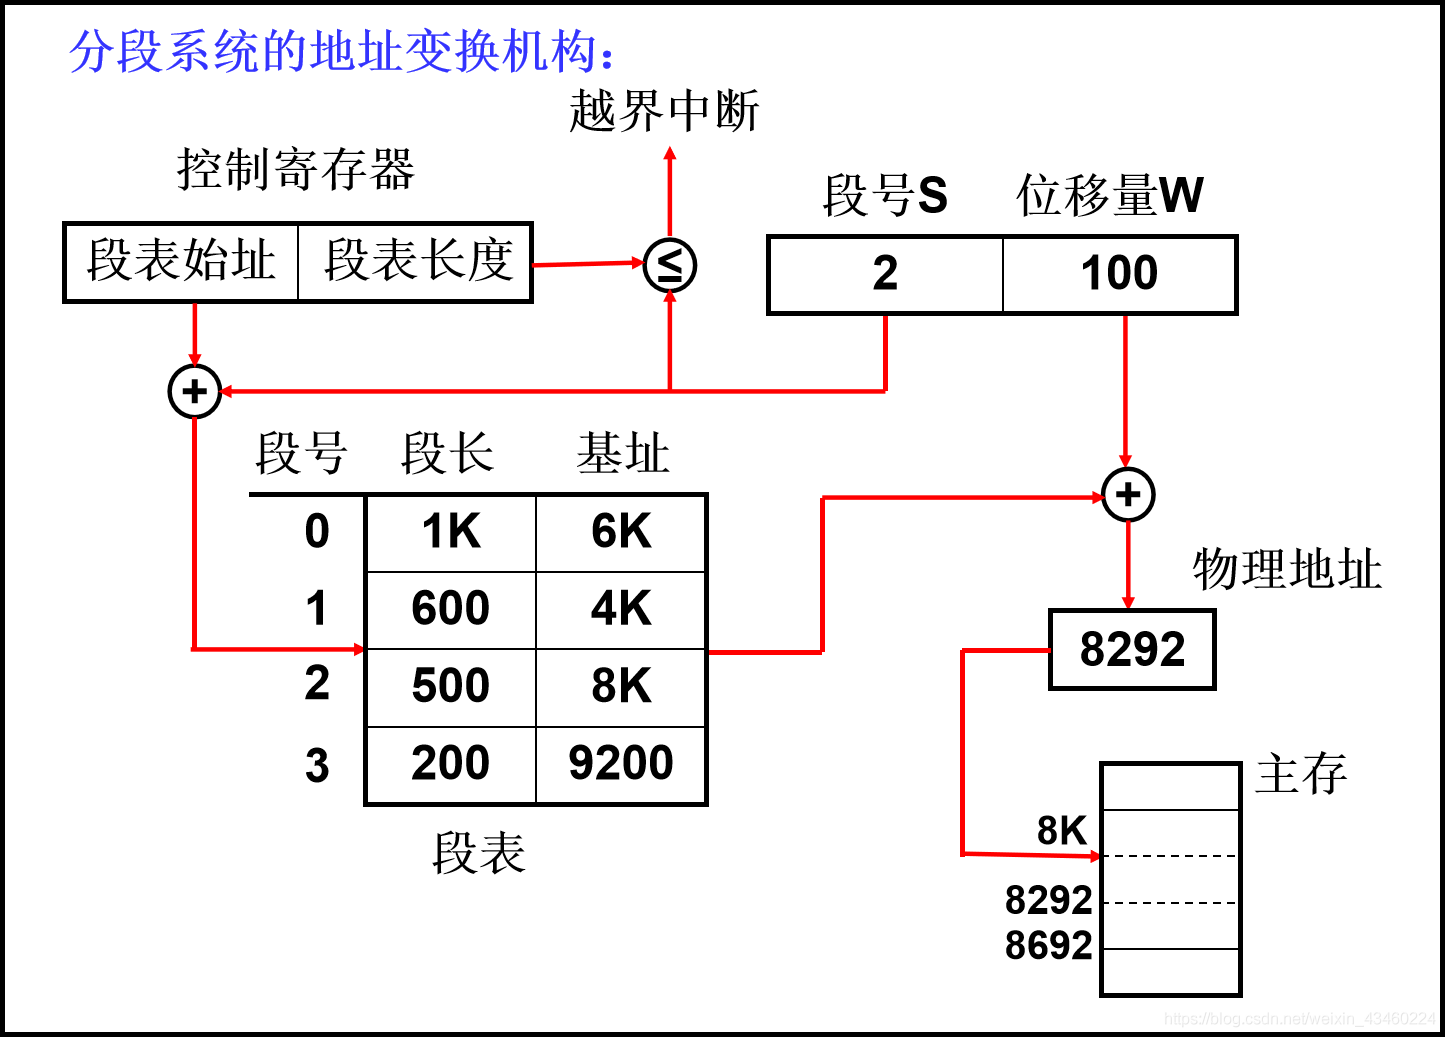 分段系统的地址变换机构：
越界中断
控制寄存器
段号S 位移量W
段表始址 段表长度 ≤ 2 100
+
段号 段长 基址
0 1K 6K
1 600 4K
2 500 8K
3 200 9200
段表
+
物理地址
8292
主存
8K
8292
8692
https://blog.csdn.net/weixin_43460224